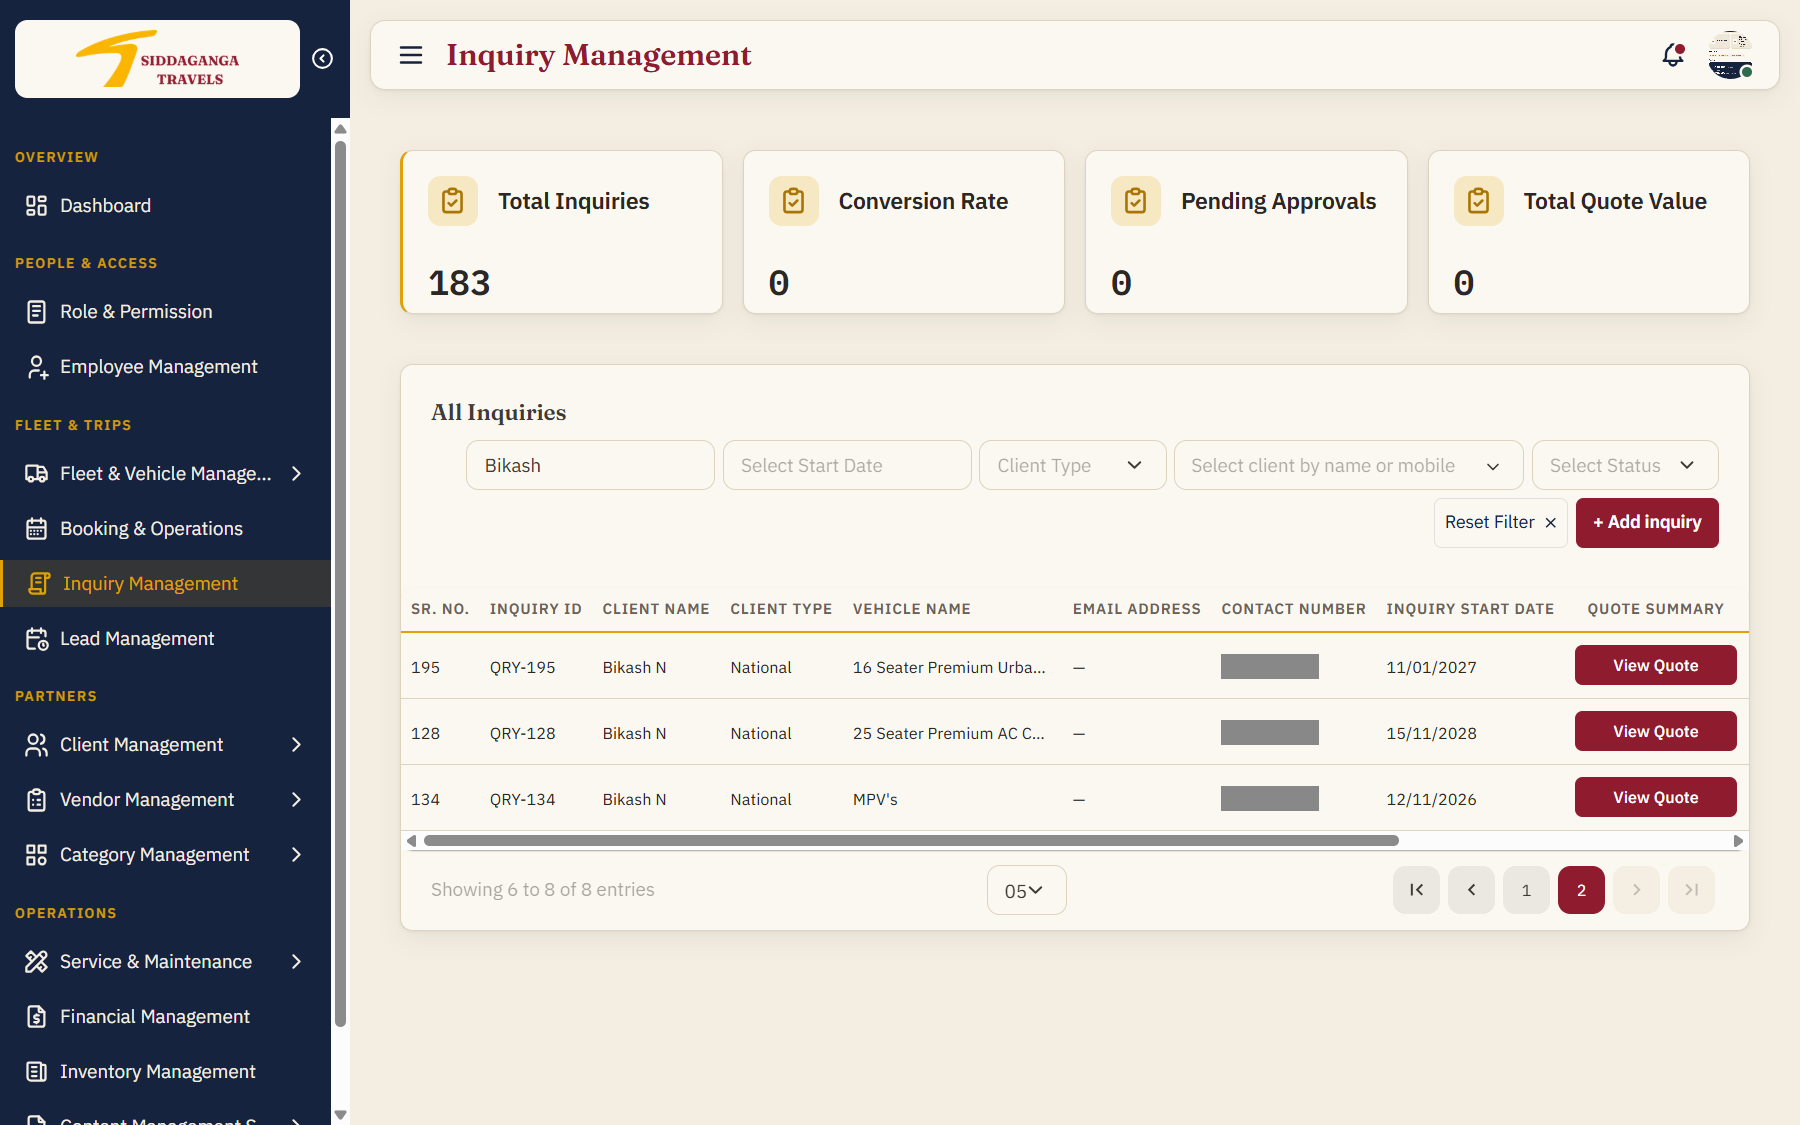 SIDDAGANGA
TRAVELS
OVERVIEW
Dashboard
PEOPLE & ACCESS
Role & Permission
Employee Management
FLEET & TRIPS
Fleet & Vehicle Manage...
Booking & Operations
Inquiry Management
Lead Management
PARTNERS
Client Management
Vendor Management
Category Management
OPERATIONS
Service & Maintenance
Financial Management
Inventory Management
Content Management S
Inquiry Management
Total Inquiries
183
Conversion Rate
0
Pending Approvals
0
Total Quote Value
0
All Inquiries
Bikash Select Start Date Client Type Select client by name or mobile Select Status
Reset Filter × + Add inquiry
SR. NO. INQUIRY ID CLIENT NAME CLIENT TYPE VEHICLE NAME EMAIL ADDRESS CONTACT NUMBER INQUIRY START DATE QUOTE SUMMARY
195 QRY-195 Bikash N National 16 Seater Premium Urba... — 11/01/2027 View Quote
128 QRY-128 Bikash N National 25 Seater Premium AC C... — 15/11/2028 View Quote
134 QRY-134 Bikash N National MPV's — 12/11/2026 View Quote
Showing 6 to 8 of 8 entries 05 1 2